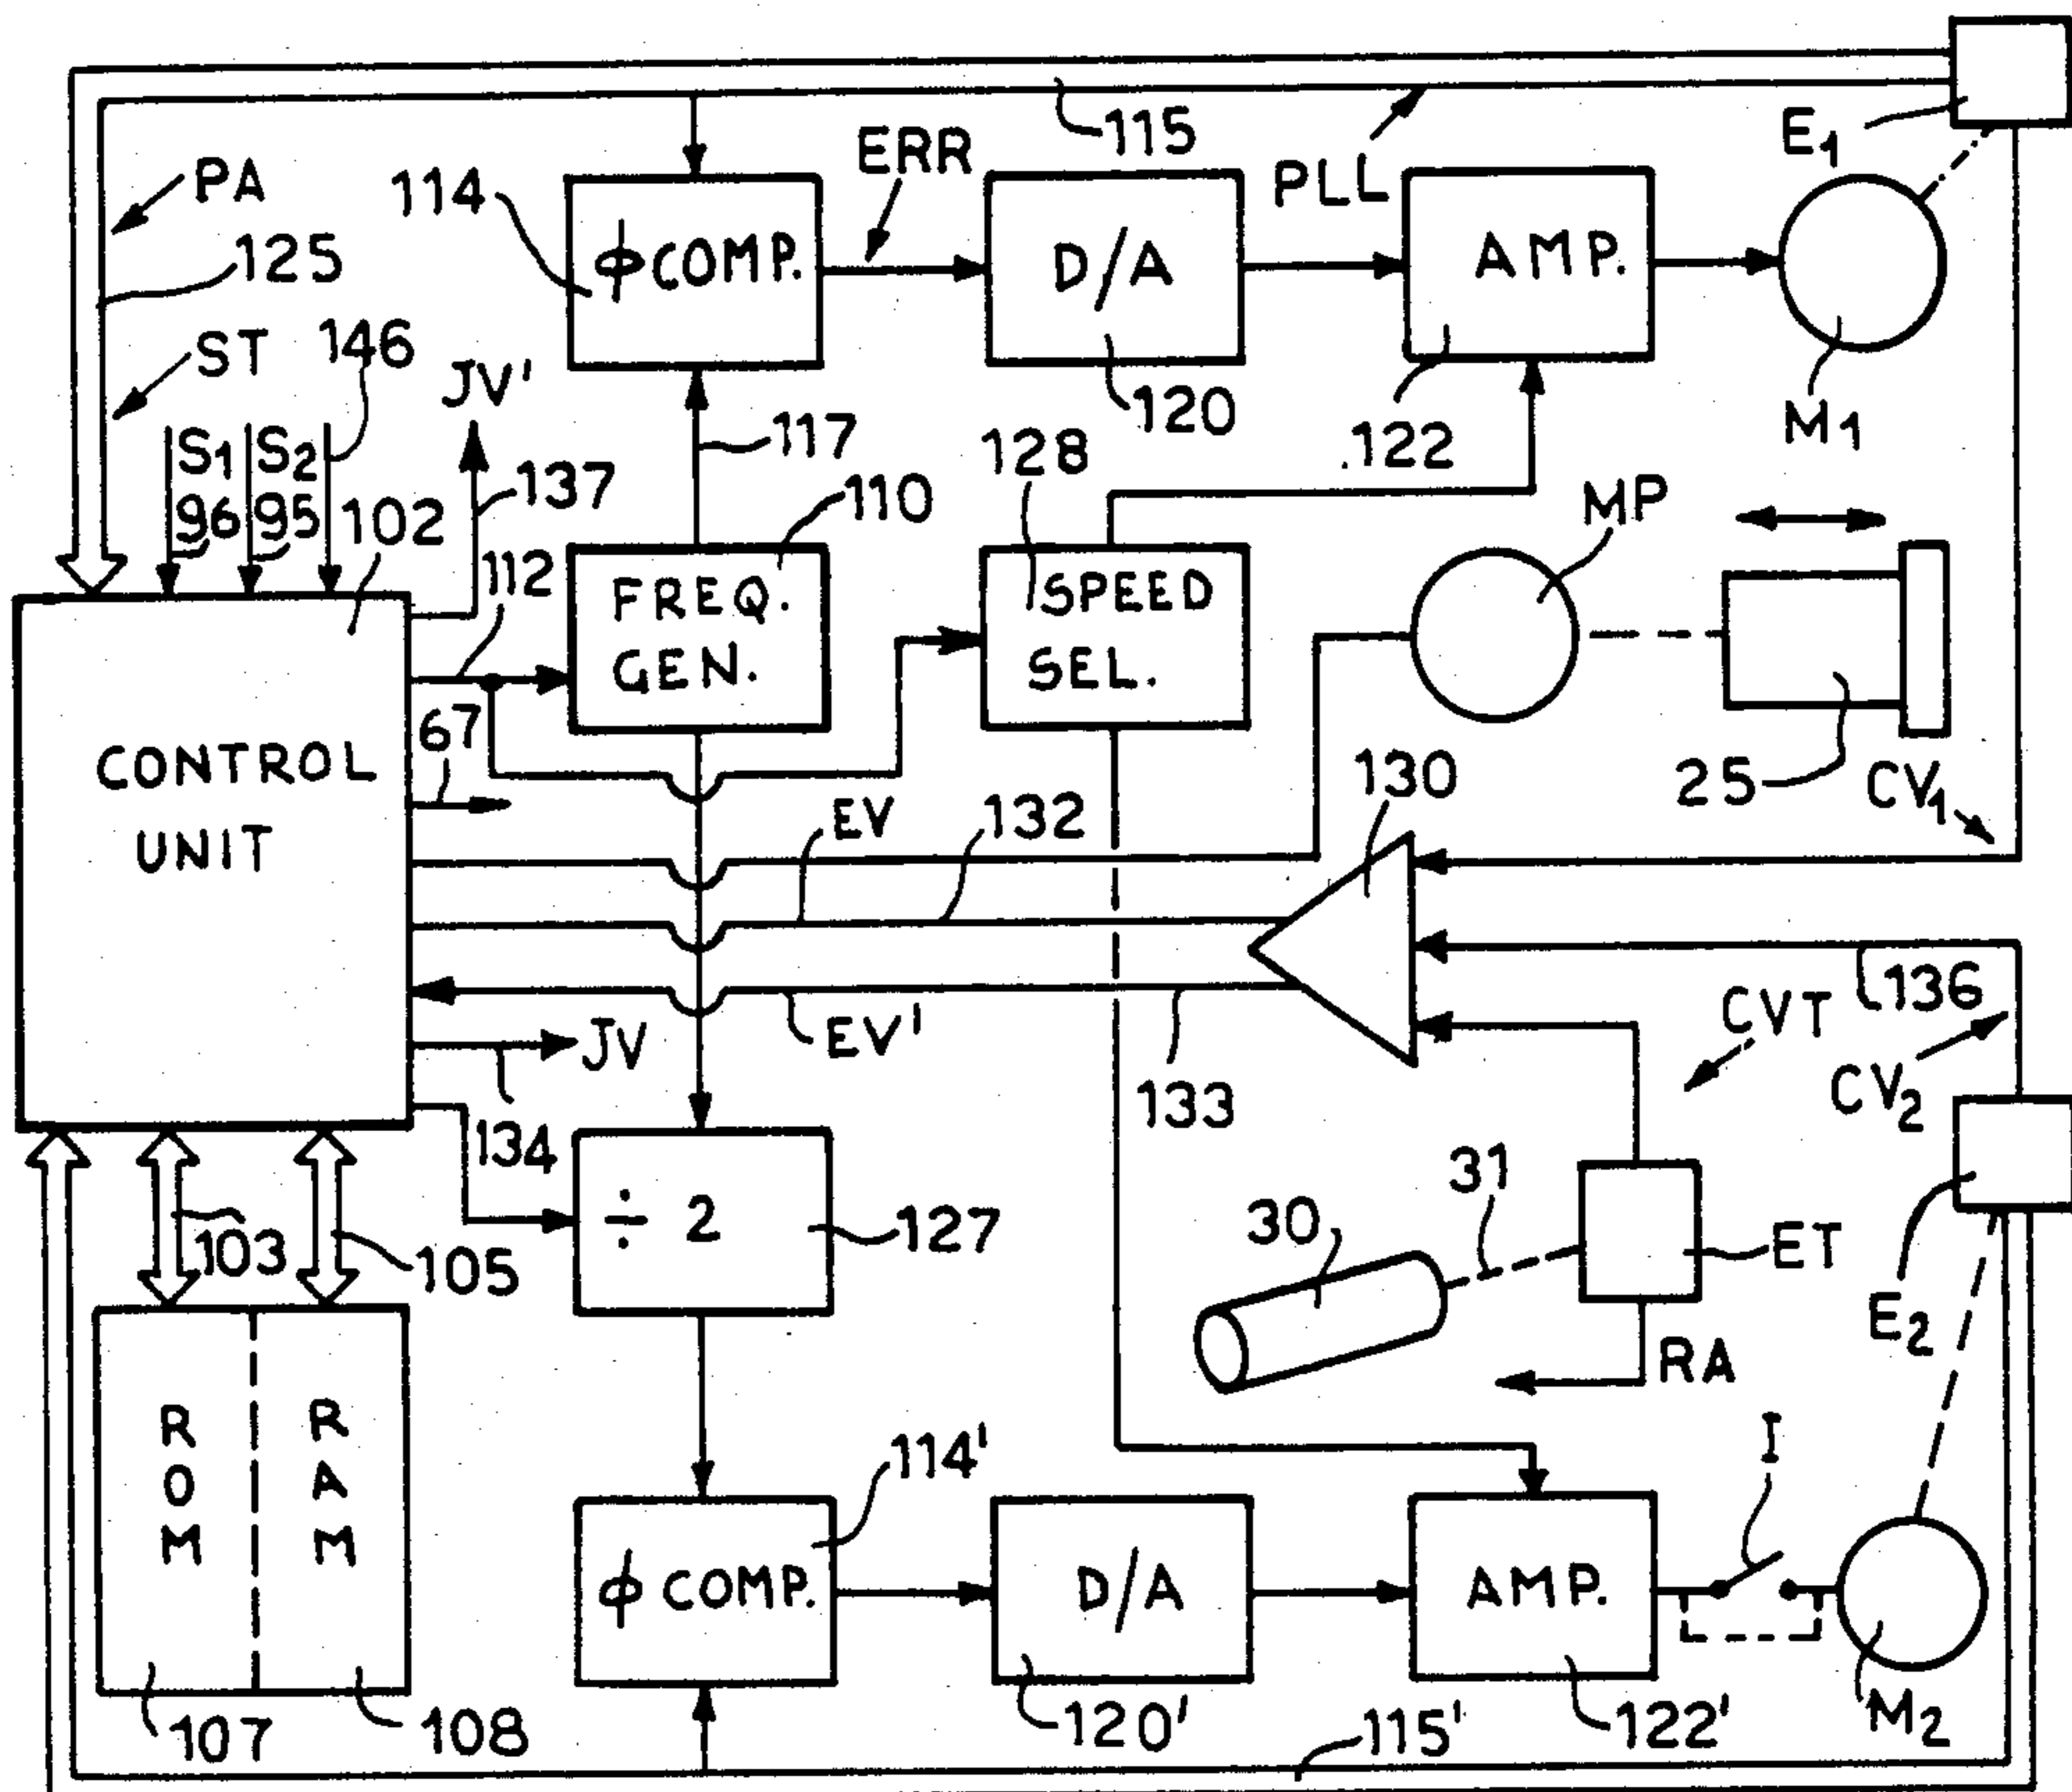 E1
115
PLL
ERR
PA
125
ST
146
114
ϕ COMP.
D/A
AMP.
120
122
M1
JV'
117
137
S1
S2
96
95
102
112
110
128
FREQ.
GEN.
SPEED
SEL.
MP
25
CV1
67
CONTROL
UNIT
EV
132
130
136
CVT
CV2
EV'
133
JV
134
÷ 2
127
103
105
30
31
ET
E2
RA
ROM
RAM
107
108
114'
ϕ COMP.
D/A
AMP.
I
120'
122'
M2
115'